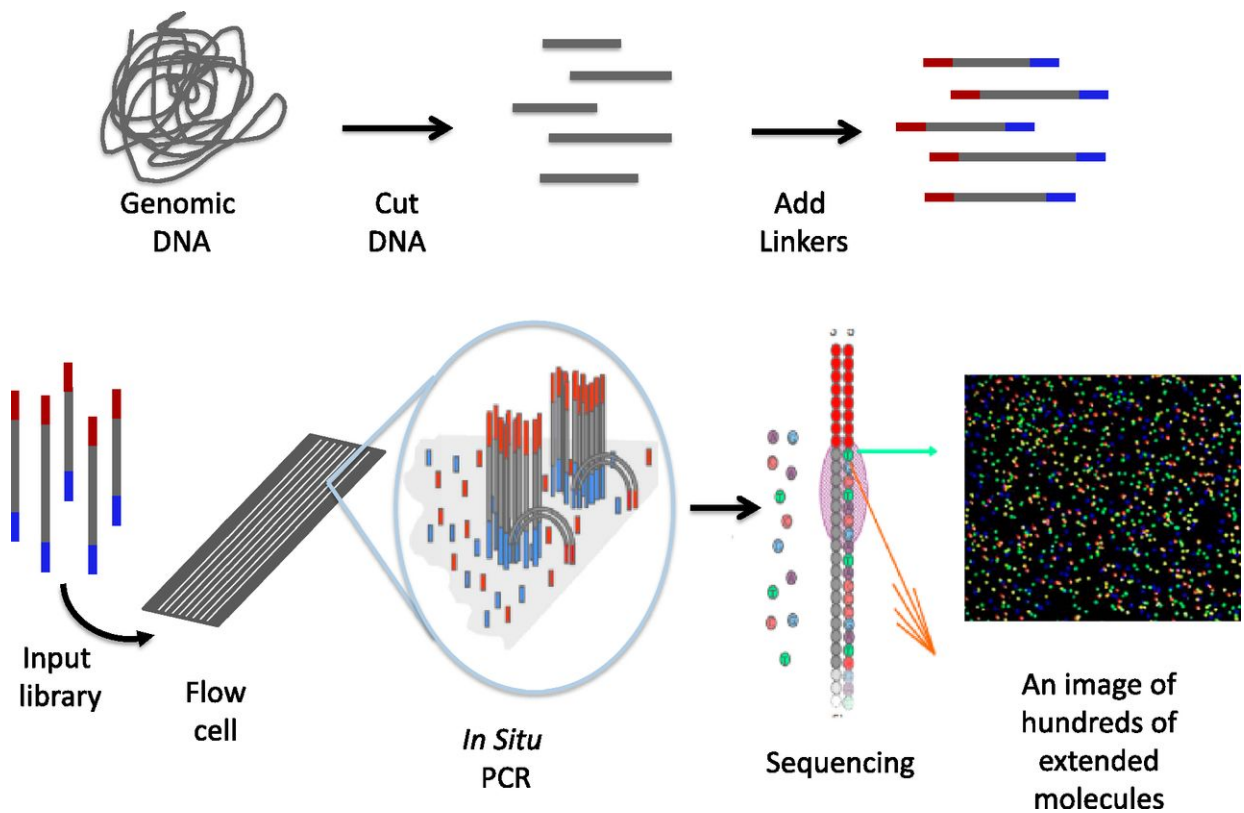 Genomic
DNA
Cut
DNA
Add
Linkers
Input
library
Flow
cell
In Situ
PCR
Sequencing
An image of
hundreds of
extended
molecules